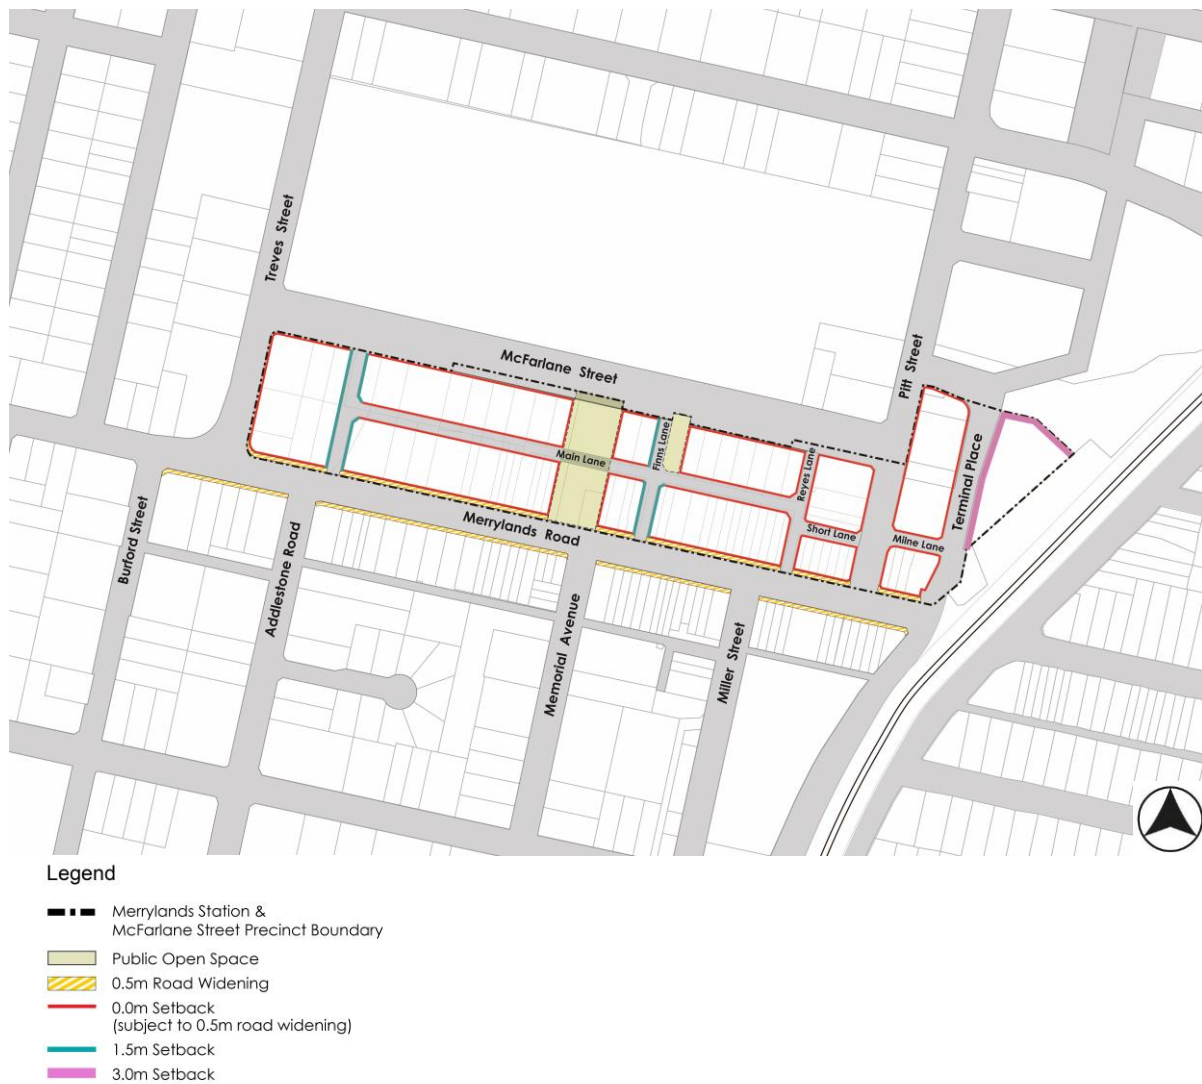 Treves Street
McFarlane Street
Pitt Street
Finns Lane
Main Lane
Reyes Lane
Terminal Place
Short Lane
Milne Lane
Merrylands Road
Burford Street
Addlestone Road
Memorial Avenue
Miller Street
Legend
Merrylands Station &
McFarlane Street Precinct Boundary
Public Open Space
0.5m Road Widening
0.0m Setback
(subject to 0.5m road widening)
1.5m Setback
3.0m Setback